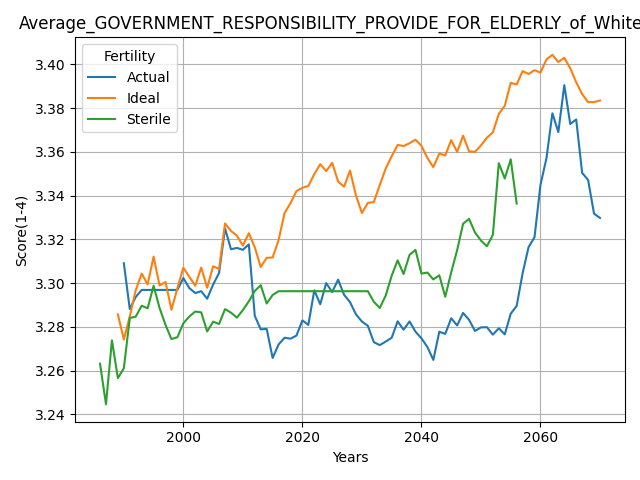 Average_GOVERNMENT_RESPONSIBILITY_PROVIDE_FOR_ELDERLY_of_White
Fertility
Actual
Ideal
Sterile
Score(1-4)
3.40
3.38
3.36
3.34
3.32
3.30
3.28
3.26
3.24
2000 2020 2040 2060
Years